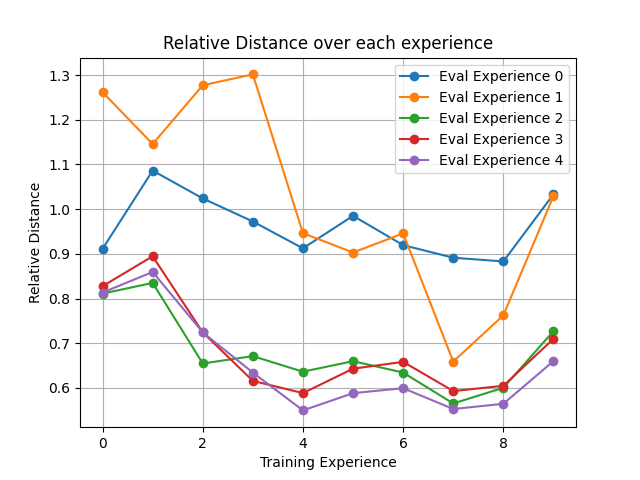 Relative Distance over each experience
Relative Distance
1.3
1.2
1.1
1.0
0.9
0.8
0.7
0.6
Eval Experience 0
Eval Experience 1
Eval Experience 2
Eval Experience 3
Eval Experience 4
0 2 4 6 8
Training Experience